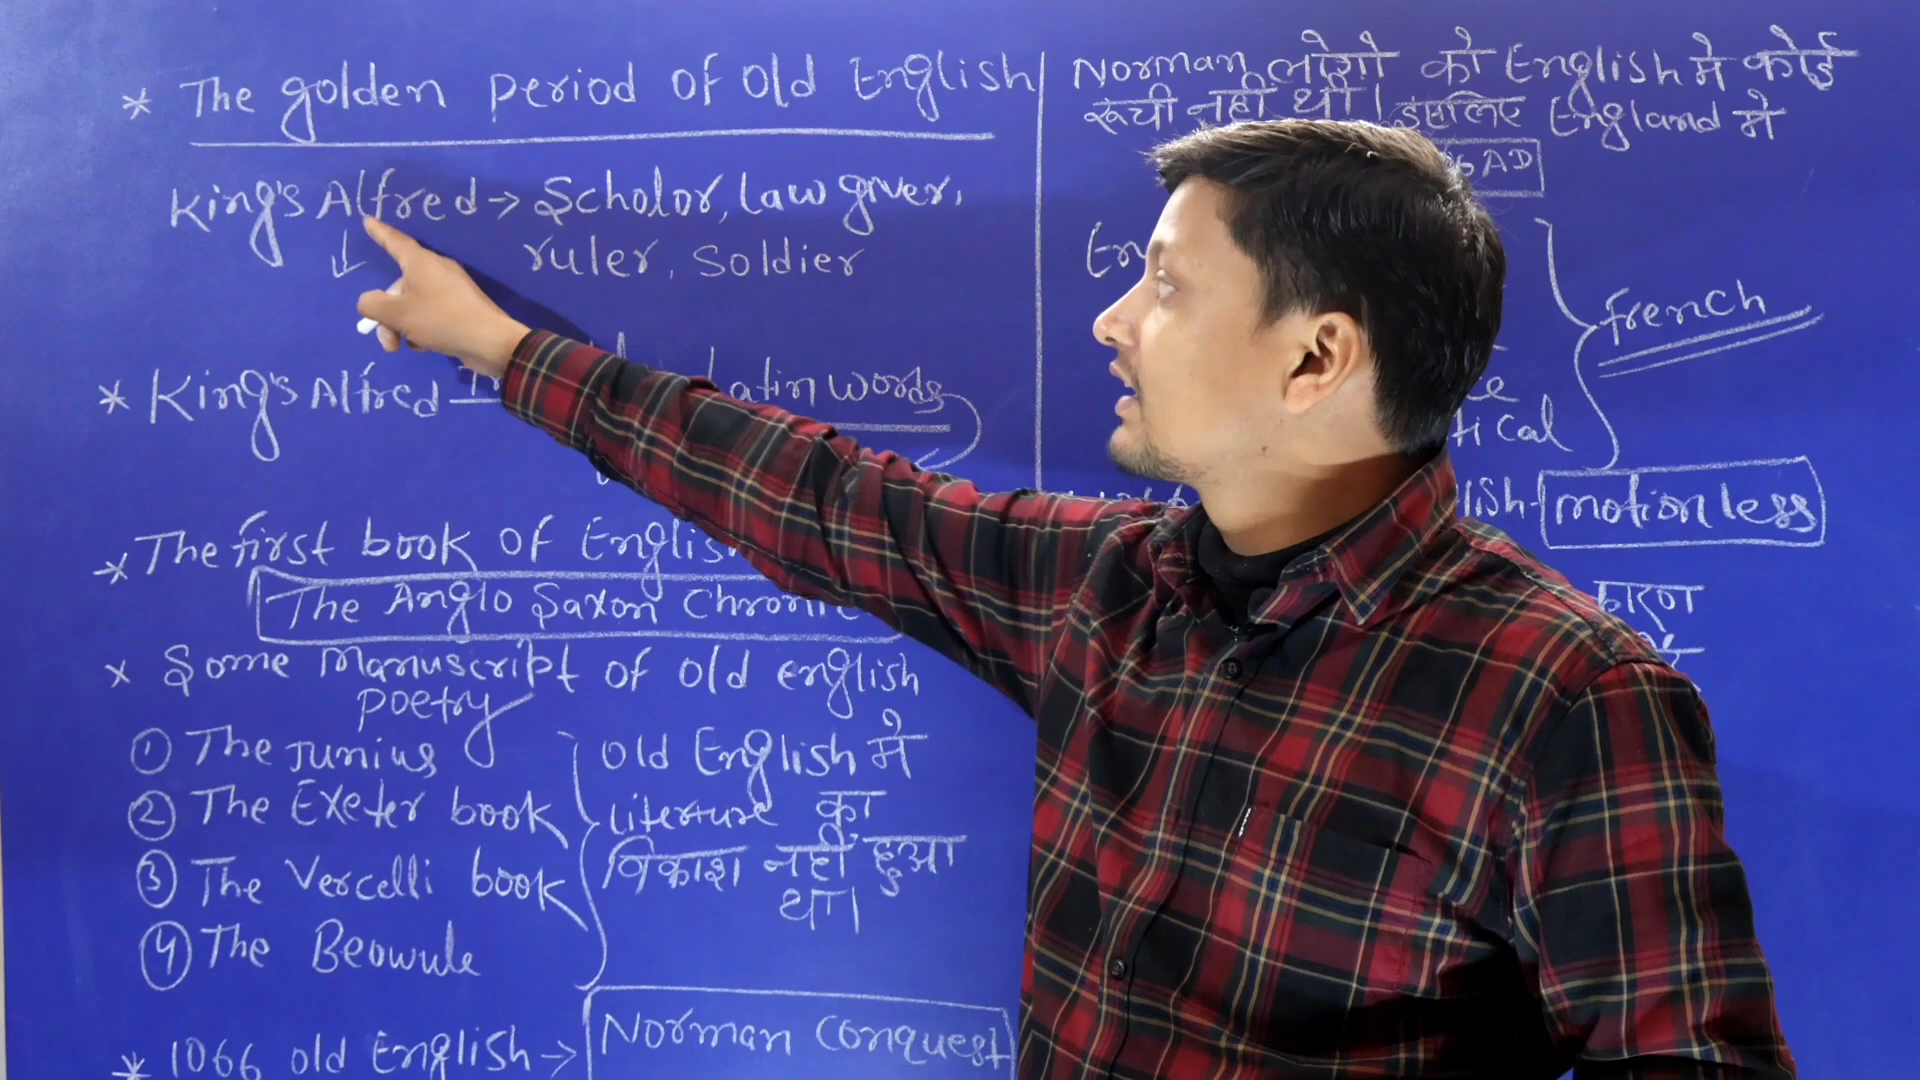 * The golden period of old English
King's Alfred → Scholor, Law giver,
ruler, Soldier
* King's Alfred Latin words
* The first book of English
The Anglo Saxon
* Some Manuscript of old english
poetry
① The Junius
② The Exeter book
③ The Vercelli book
④ The Beowule
Old English मे
Literture का
विकाश नही हुआ
था।
* 1066 old English → Norman Conquest
Norman लोगो को English मे कोई
रूची नही थी। इसलिए England मे
AD
french
motionless
कारण